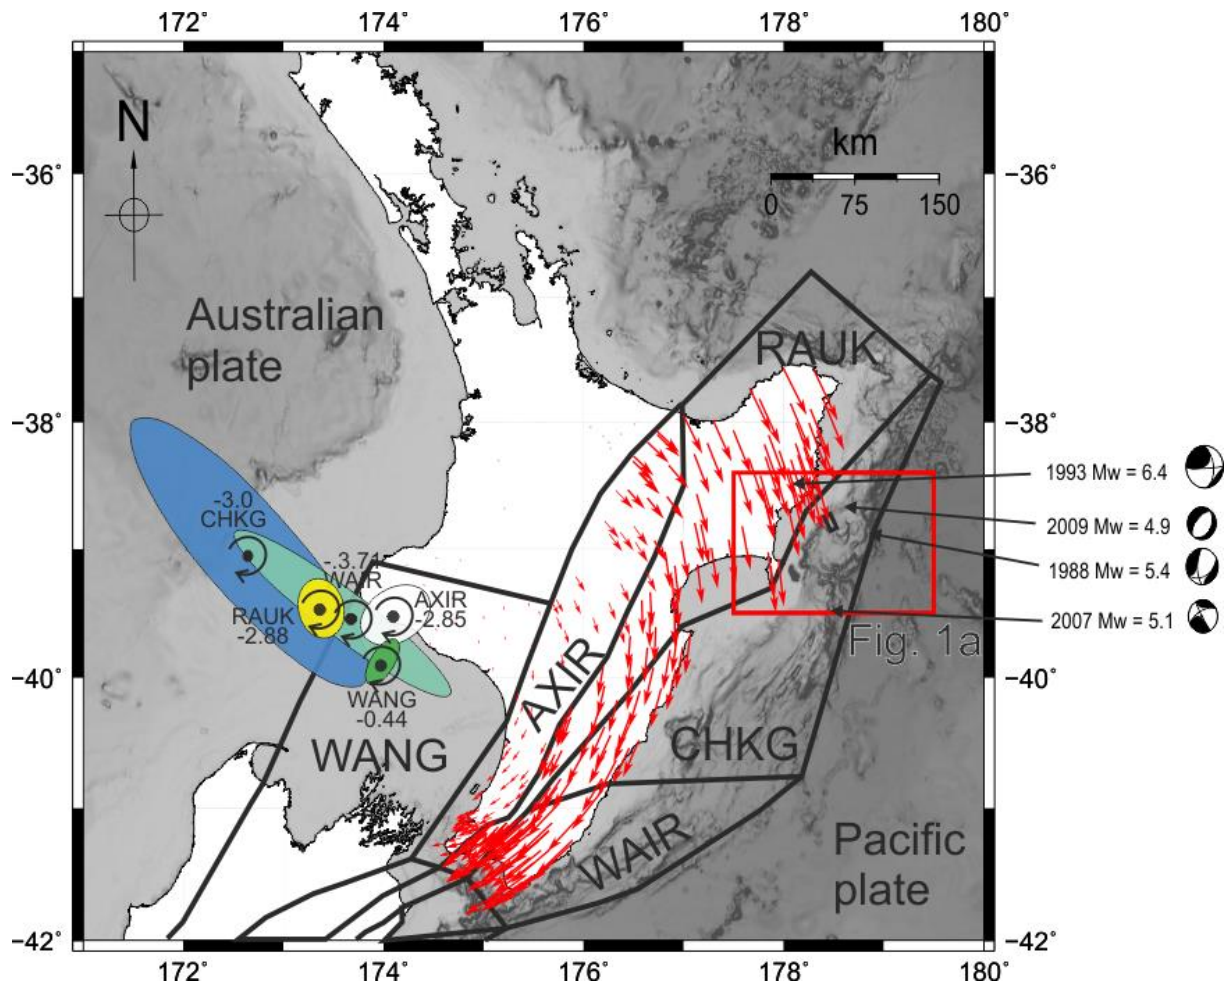 172° 174° 176° 178° 180°
N
km
0 75 150
−36°
−36°
Australian
plate
RAUK
−38°
−38°
1993 Mw = 6.4
2009 Mw = 4.9
1988 Mw = 5.4
2007 Mw = 5.1
-3.0
CHKG
-.3.71
WAIR
RAUK
-2.88
AXIR
-2.85
WANG
-0.44
Fig. 1a
−40°
−40°
AXIR
WANG
CHKG
WAIR
Pacific
plate
−42°
−42°
172° 174° 176° 178° 180°